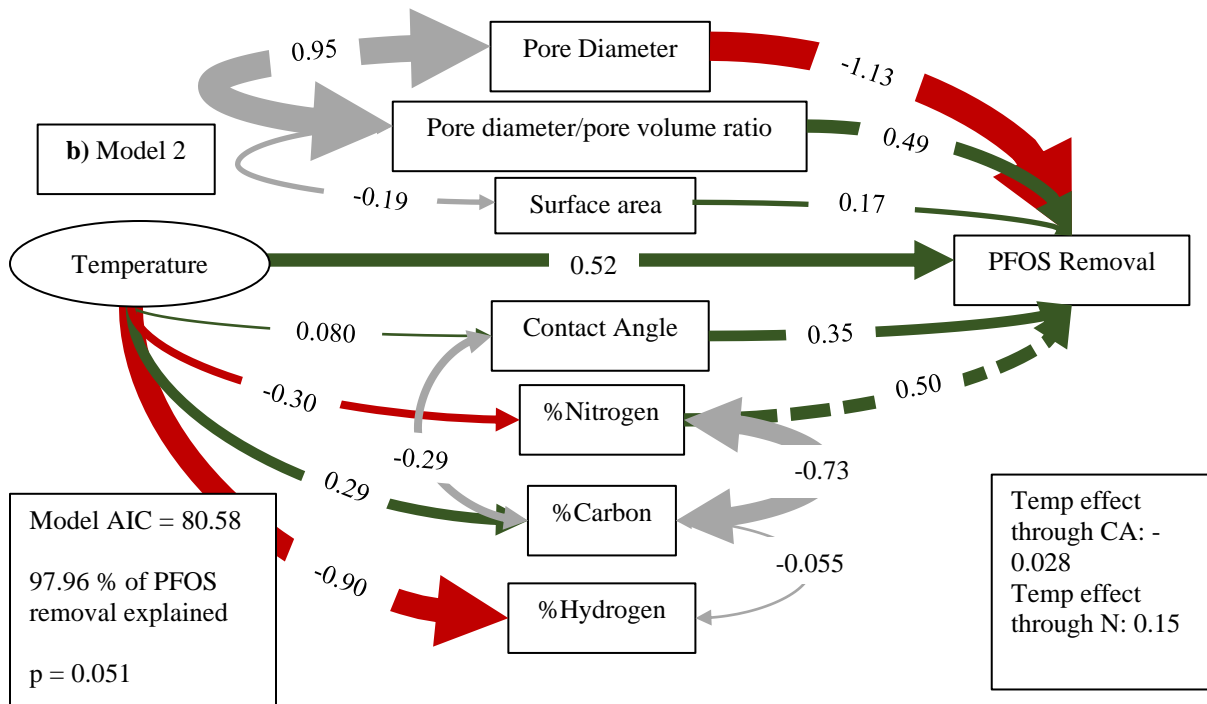 0.95
Pore Diameter
-1.13
Pore diameter/pore volume ratio
0.49
b) Model 2
-0.19
Surface area
0.17
Temperature
0.52
PFOS Removal
0.080
Contact Angle
0.35
-0.30
%Nitrogen
0.50
-0.29
-0.73
0.29
%Carbon
-0.055
-0.90
%Hydrogen
Model AIC = 80.58
97.96 % of PFOS
removal explained
p = 0.051
Temp effect
through CA: -
0.028
Temp effect
through N: 0.15